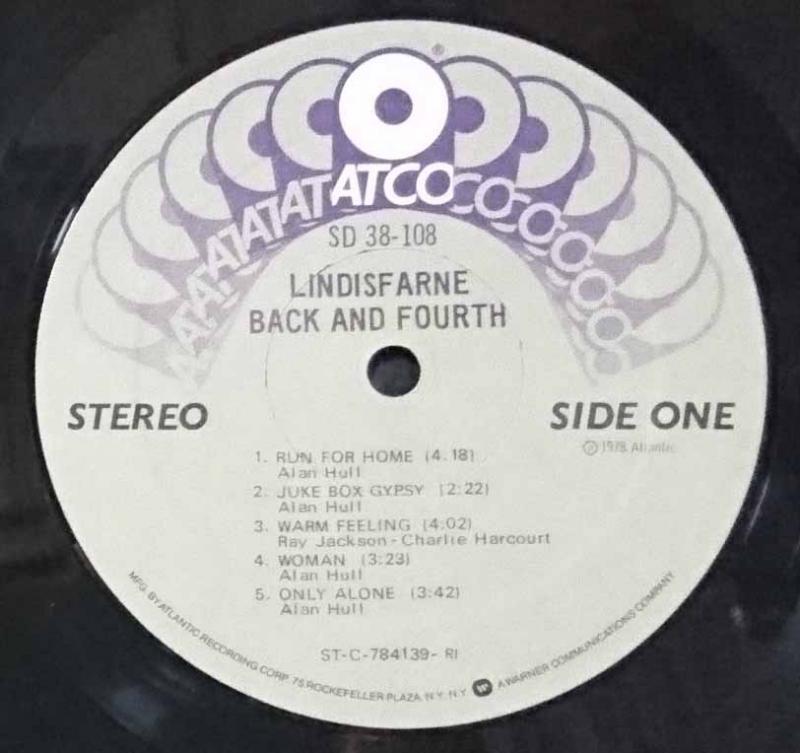 ®
ATATATATATATCOCOCOCOCOCO
SD 38-108
LINDISFARNE
BACK AND FOURTH
STEREO
SIDE ONE
℗ 1978 Atlantic
1. RUN FOR HOME (4.18)
Alan Hull
2. JUKE BOX GYPSY (2:22)
Alan Hull
3. WARM FEELING (4:02)
Ray Jackson - Charlie Harcourt
4. WOMAN (3:23)
Alan Hull
5. ONLY ALONE (3:42)
Alan Hull
ST-C-784139- RI
MFG. BY ATLANTIC RECORDING CORP. 75 ROCKEFELLER PLAZA, N.Y. N.Y. W A WARNER COMMUNICATIONS COMPANY